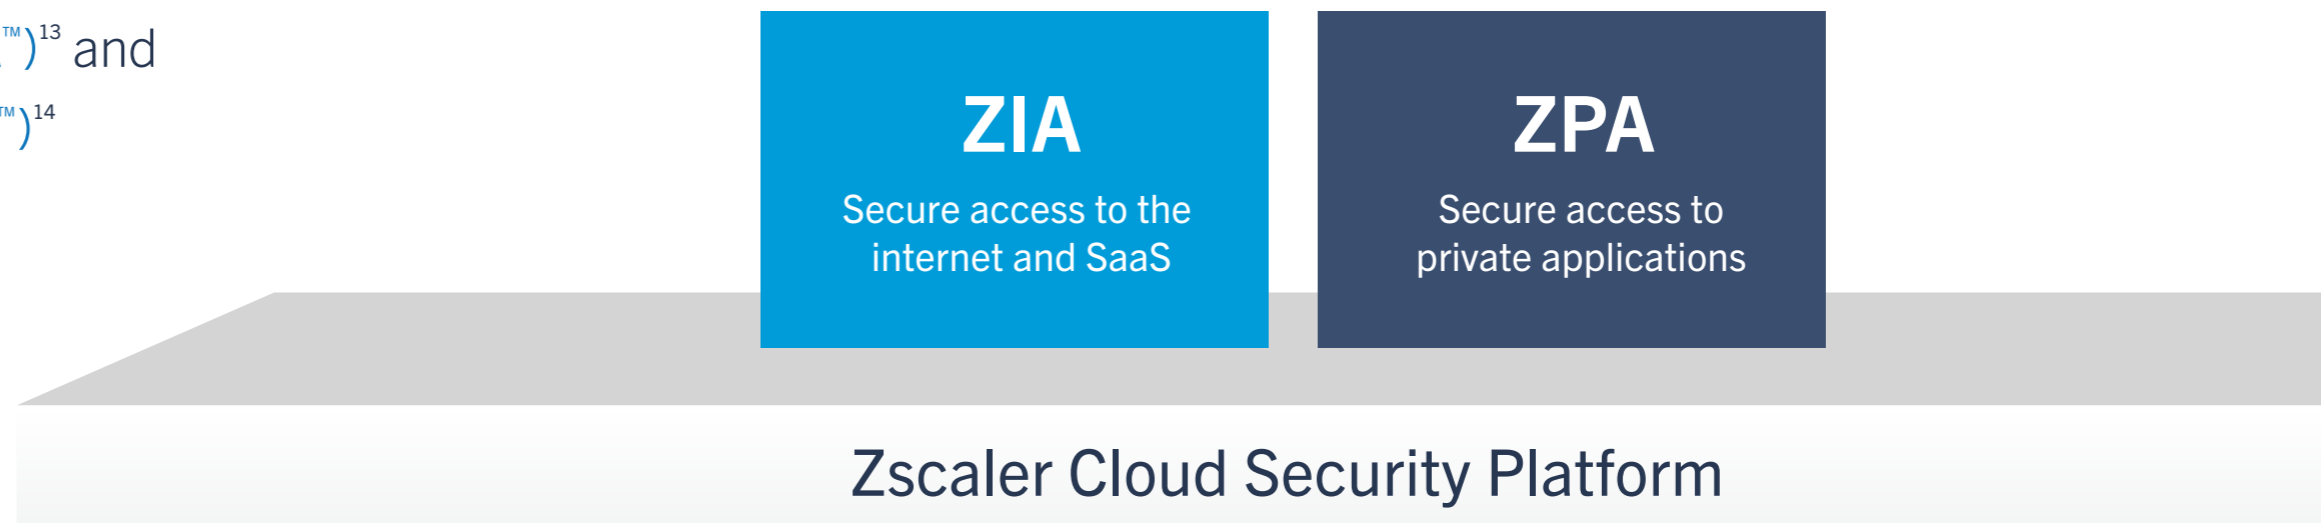 ™)13 and
™)14
ZIA
Secure access to the
internet and SaaS
ZPA
Secure access to
private applications
Zscaler Cloud Security Platform